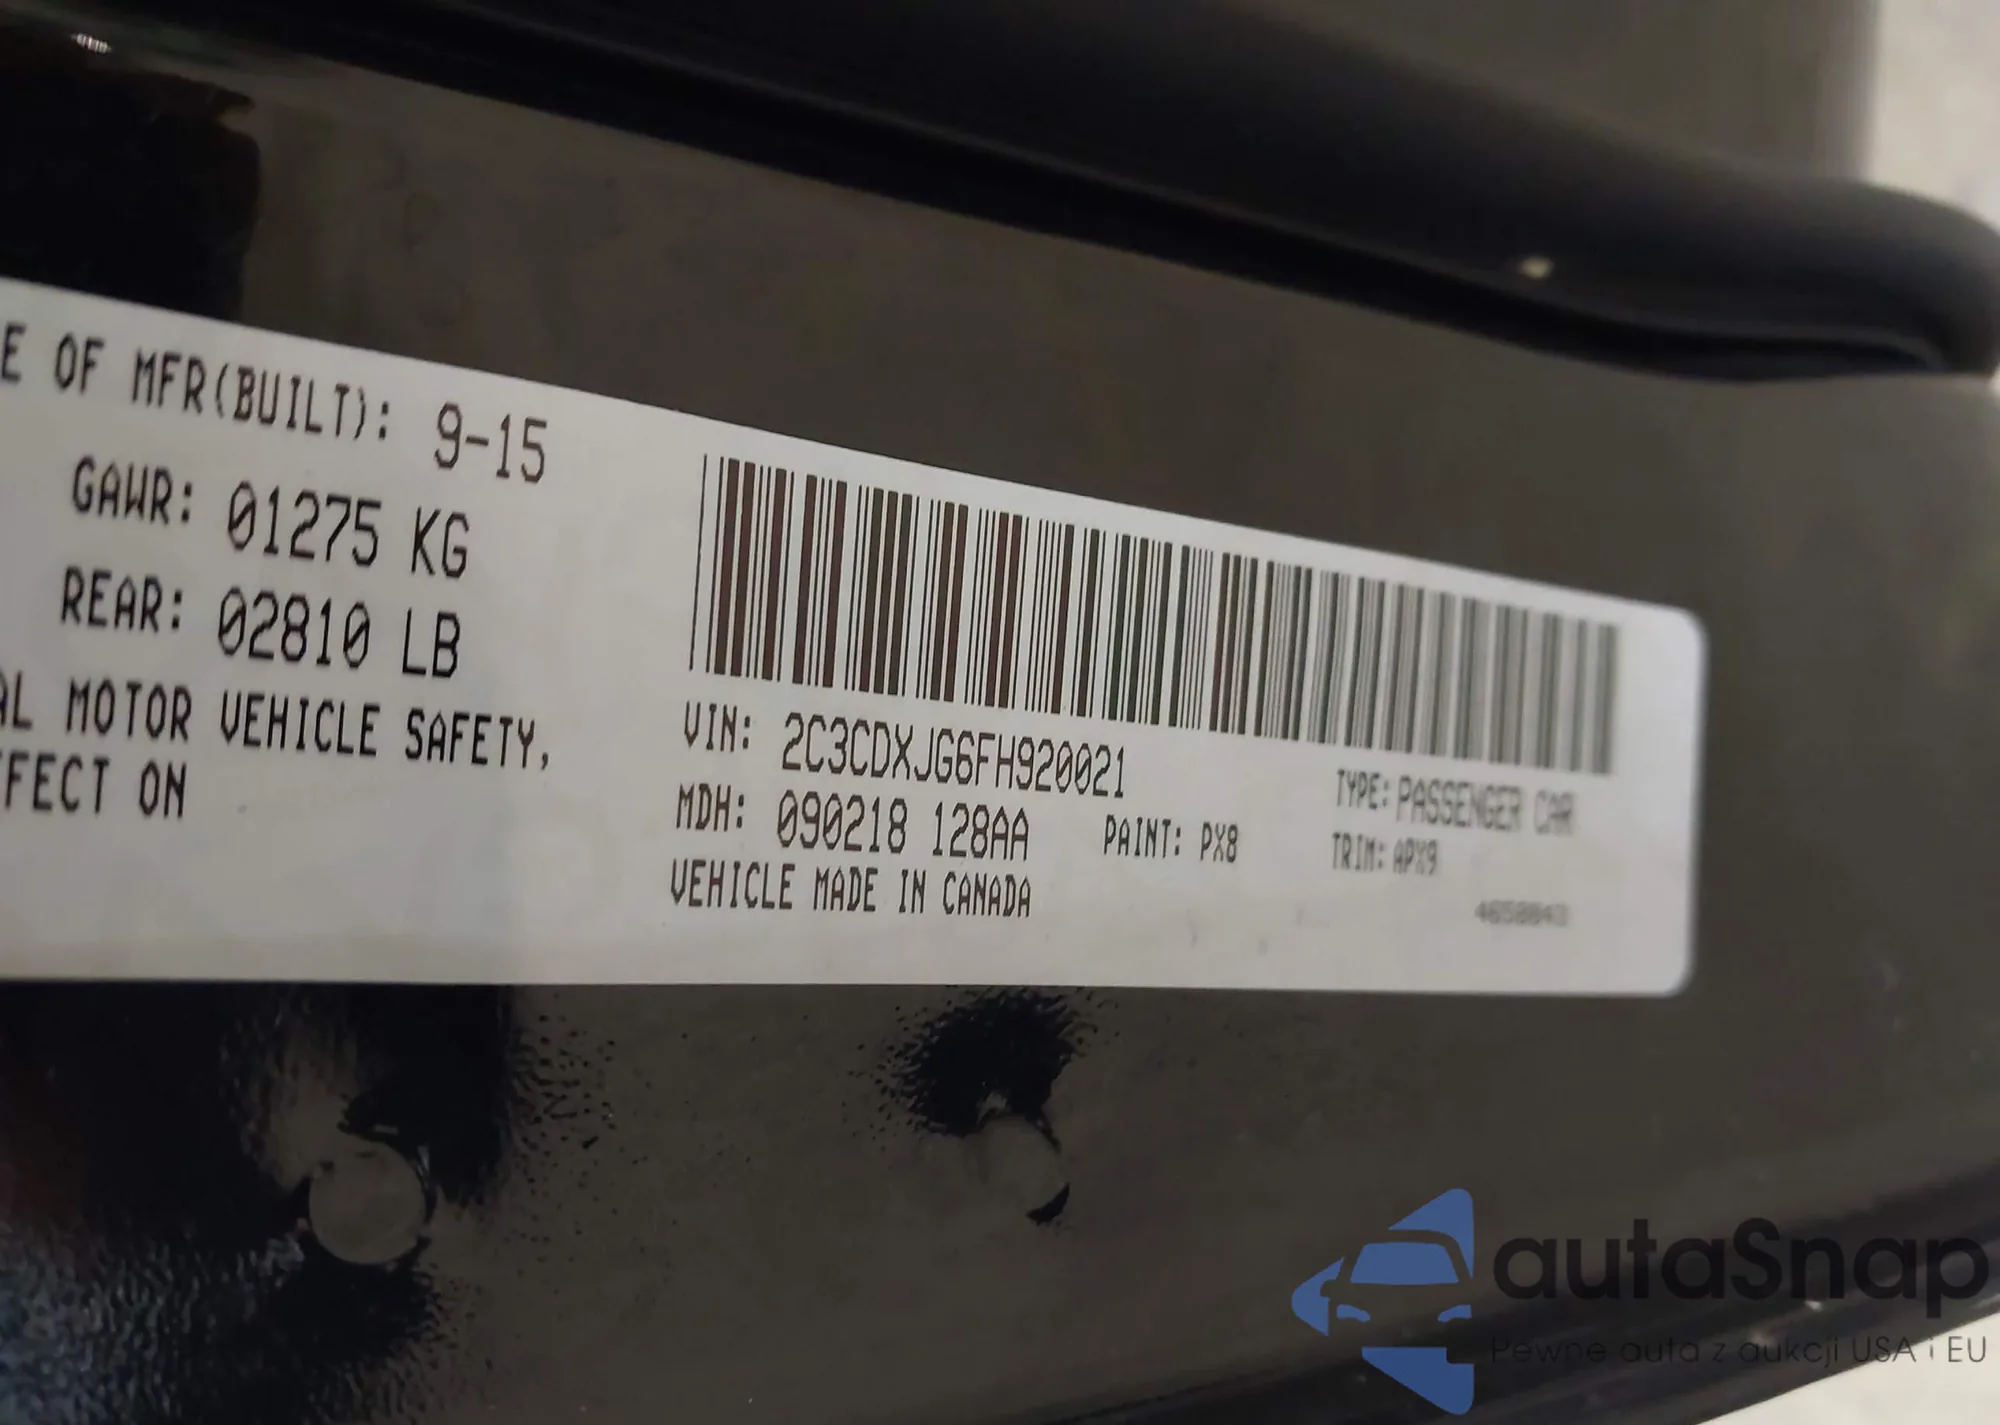 E OF MFR(BUILT): 9-15
GAWR: 01275 KG
REAR: 02810 LB
AL MOTOR VEHICLE SAFETY,
FFECT ON
VIN: 2C3CDXJG6FH920021
TYPE: PASSENGER CAR
MDH: 090218 128AA
PAINT: PX8
TRIM: APX9
VEHICLE MADE IN CANADA
autaSnap
Pewne auta z aukcji USA i EU